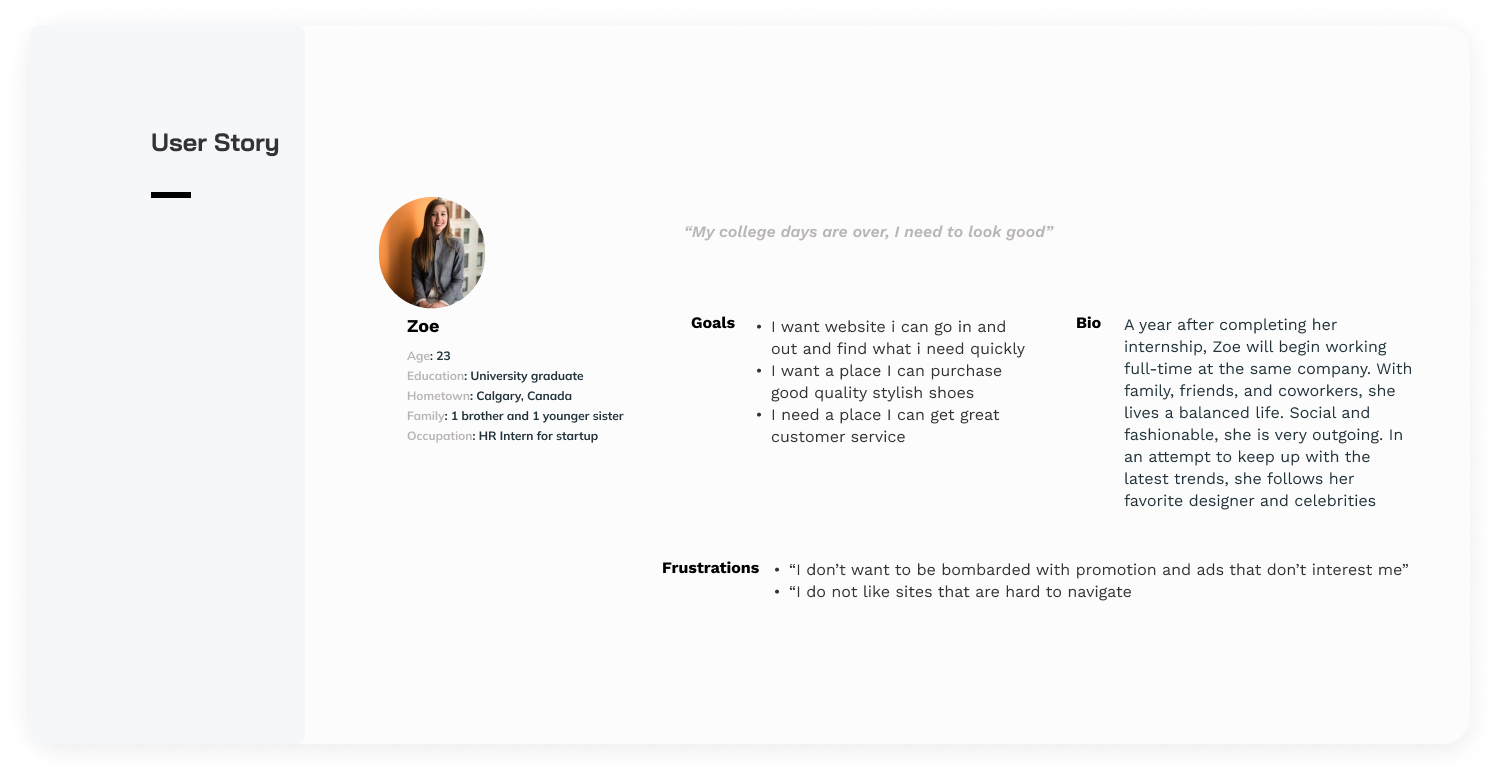 User Story
“My college days are over, I need to look good”
Zoe
Age: 23
Education: University graduate
Hometown: Calgary, Canada
Family: 1 brother and 1 younger sister
Occupation: HR Intern for startup
Goals
• I want website i can go in and
out and find what i need quickly
• I want a place I can purchase
good quality stylish shoes
• I need a place I can get great
customer service
Bio
A year after completing her
internship, Zoe will begin working
full-time at the same company. With
family, friends, and coworkers, she
lives a balanced life. Social and
fashionable, she is very outgoing. In
an attempt to keep up with the
latest trends, she follows her
favorite designer and celebrities
Frustrations
• “I don’t want to be bombarded with promotion and ads that don’t interest me”
• “I do not like sites that are hard to navigate